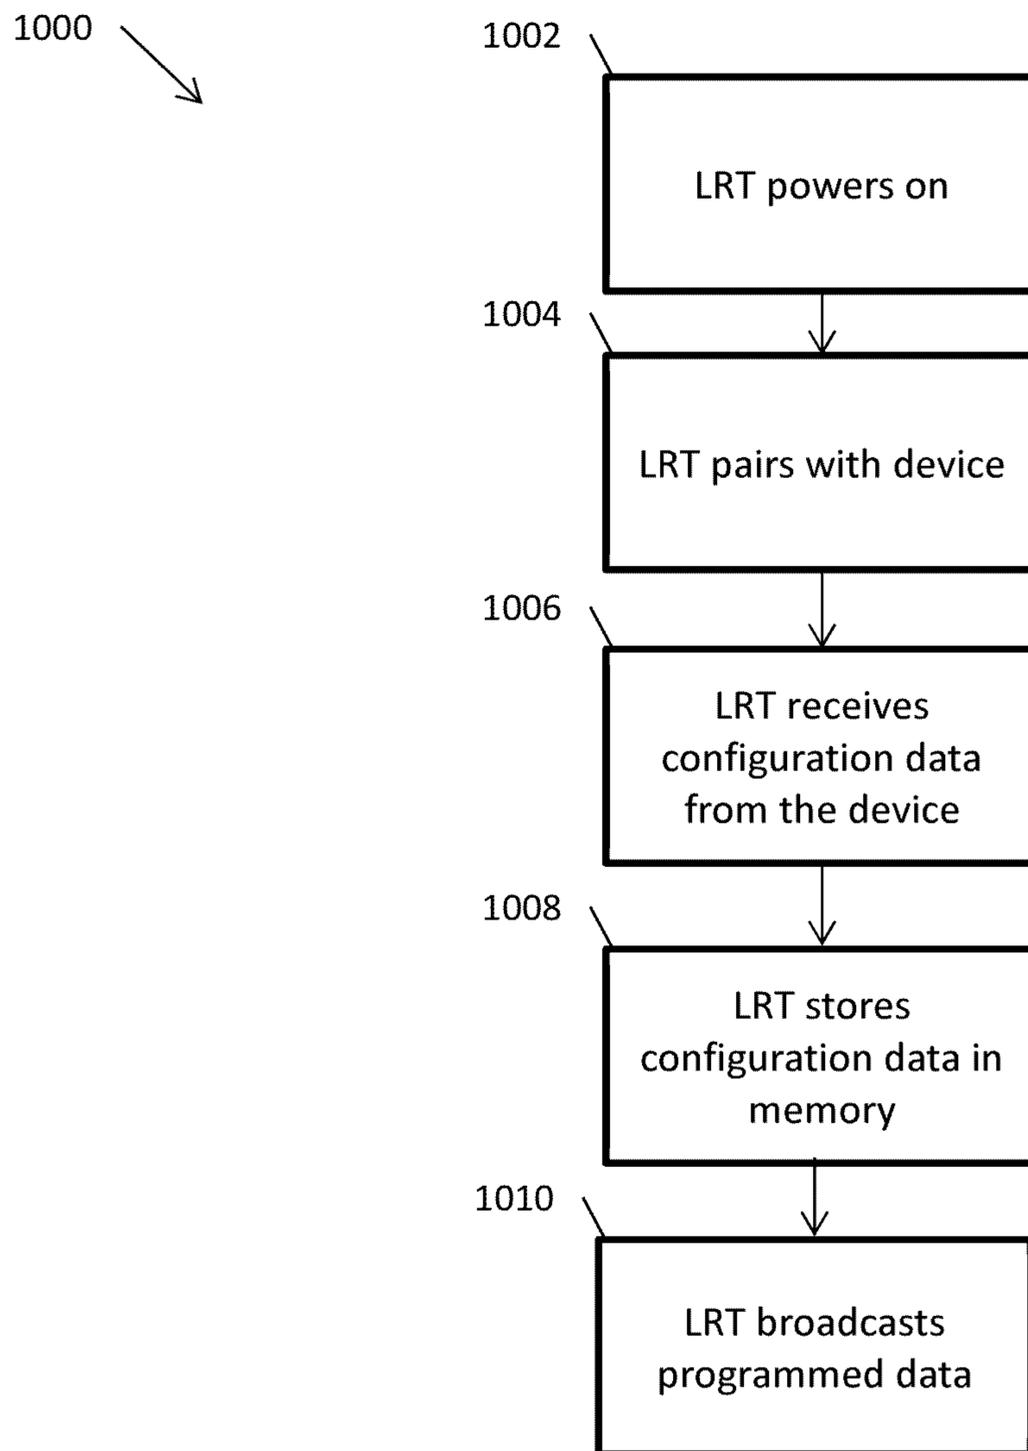 1000
1002
LRT powers on
1004
LRT pairs with device
1006
LRT receives
configuration data
from the device
1008
LRT stores
configuration data in
memory
1010
LRT broadcasts
programmed data